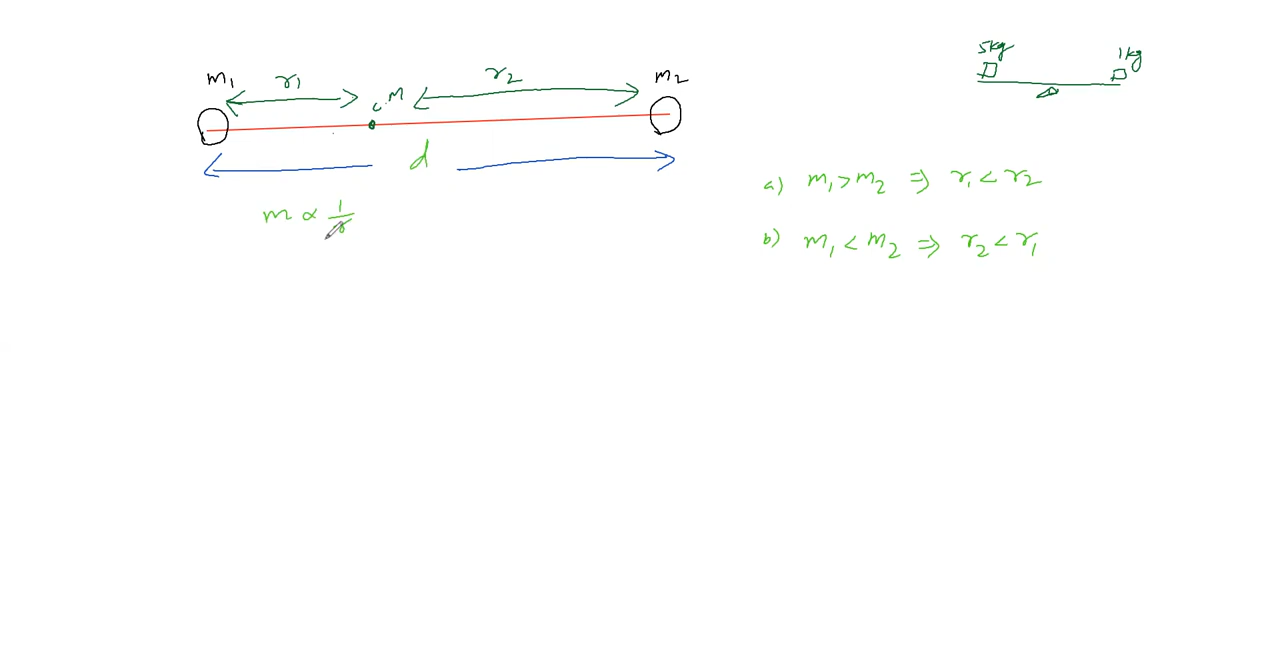 5kg 1kg
m₁ r₁ C.M r₂ m₂
d
m ∝ 1/r
a) m₁ > m₂ ⇒ r₁ < r₂
b) m₁ < m₂ ⇒ r₂ < r₁